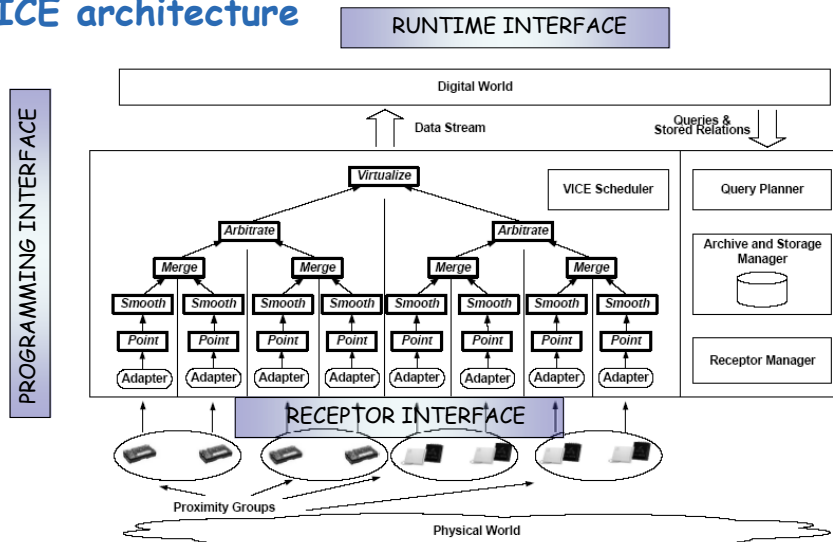 ICE architecture
RUNTIME INTERFACE
PROGRAMMING INTERFACE
Digital World
Data Stream
Queries &
Stored Relations
Virtualize
VICE Scheduler
Query Planner
Arbitrate Arbitrate
Archive and Storage
Manager
Merge Merge Merge Merge
Smooth Smooth Smooth Smooth Smooth Smooth Smooth Smooth
Point Point Point Point Point Point Point Point
Receptor Manager
Adapter Adapter Adapter Adapter Adapter Adapter Adapter Adapter
RECEPTOR INTERFACE
Proximity Groups
Physical World